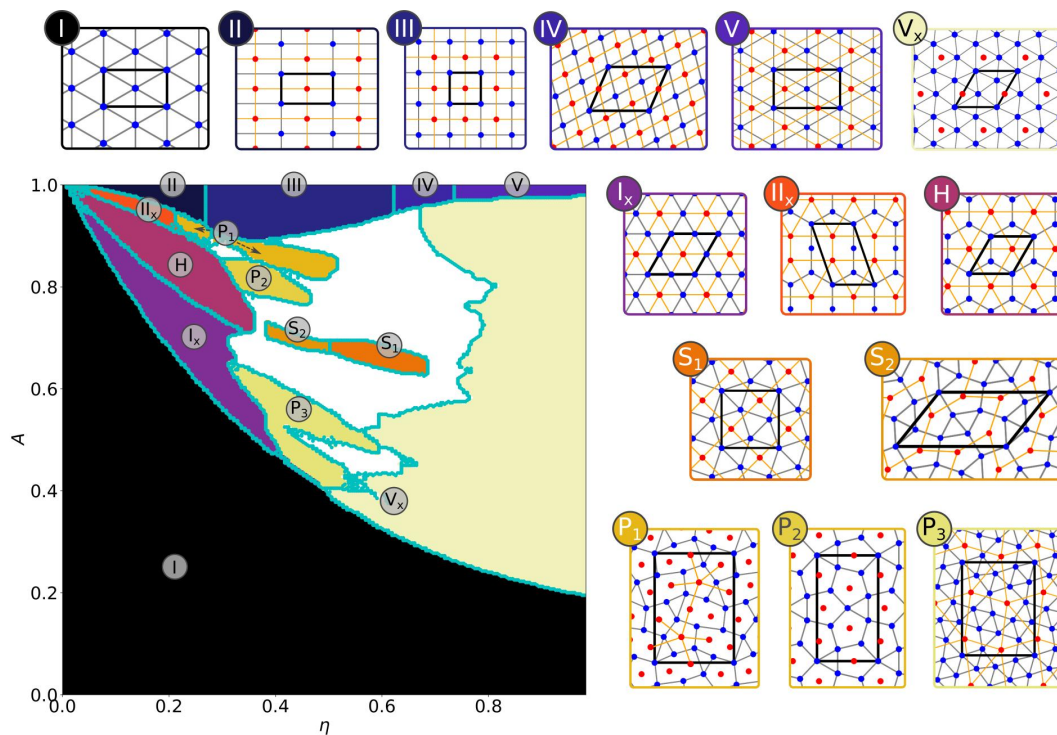 I II III IV V Vₓ
1.0 II III IV V
IIₓ P₁
0.8 H P₂
Iₓ S₂ S₁
0.6 P₃
A
0.4 Vₓ
I
0.2
0.0
0.0 0.2 0.4 0.6 0.8
η
Iₓ IIₓ H
S₁ S₂
P₁ P₂ P₃